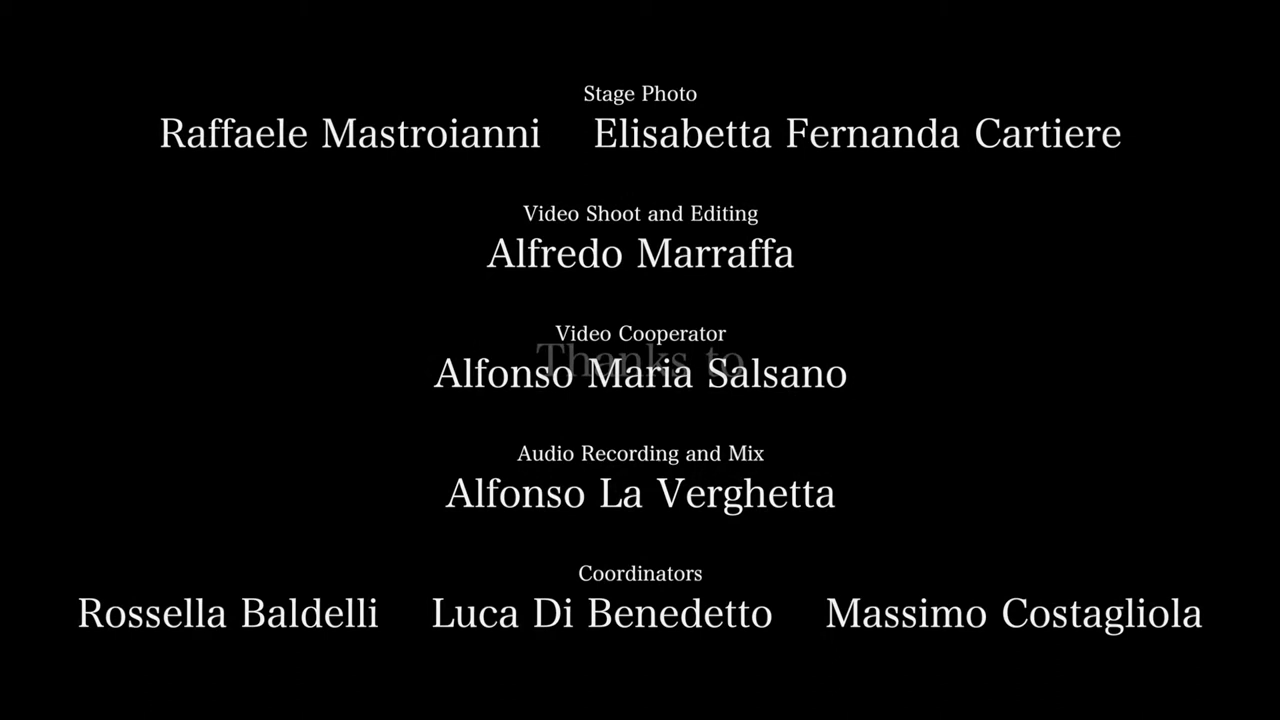 Stage Photo
Raffaele Mastroianni Elisabetta Fernanda Cartiere
Video Shoot and Editing
Alfredo Marraffa
Video Cooperator
Thanks to
Alfonso Maria Salsano
Audio Recording and Mix
Alfonso La Verghetta
Coordinators
Rossella Baldelli Luca Di Benedetto Massimo Costagliola